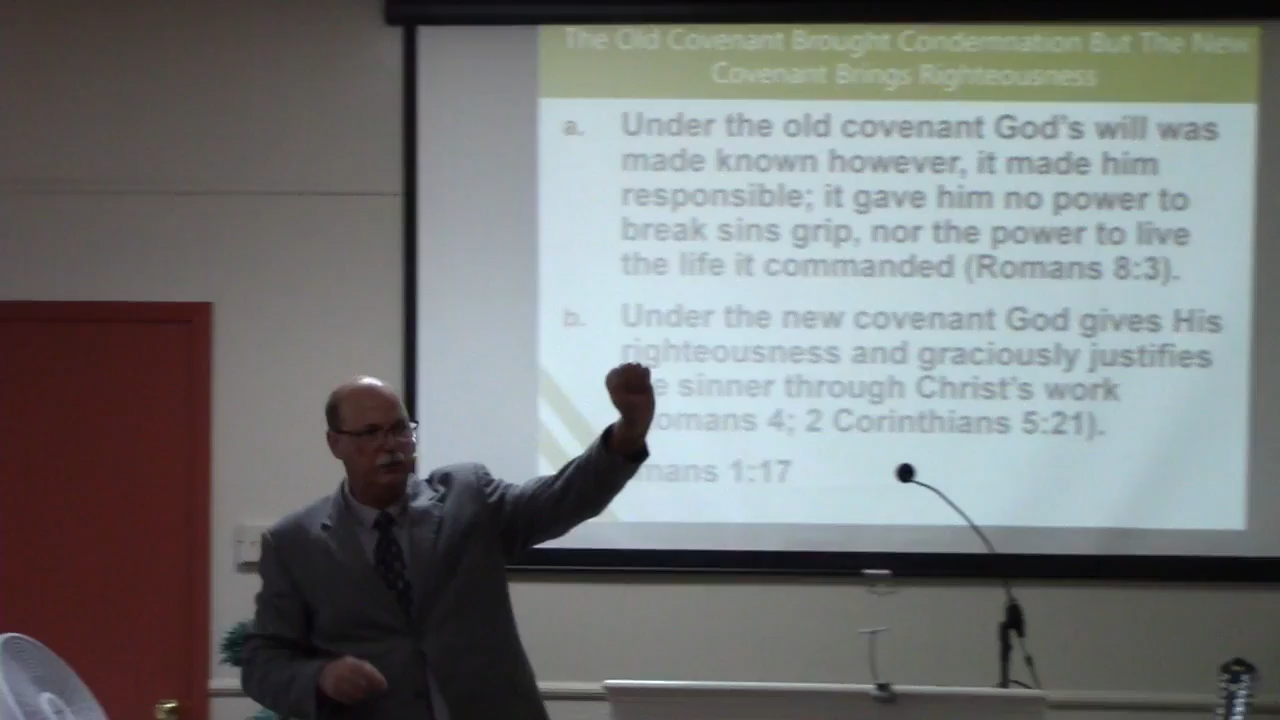 The Old Covenant Brought Condemnation But The New
Covenant Brings Righteousness
a. Under the old covenant God's will was
made known however, it made him
responsible; it gave him no power to
break sins grip, nor the power to live
the life it commanded (Romans 8:3).
b. Under the new covenant God gives His
righteousness and graciously justifies
e sinner through Christ's work
omans 4; 2 Corinthians 5:21).
mans 1:17